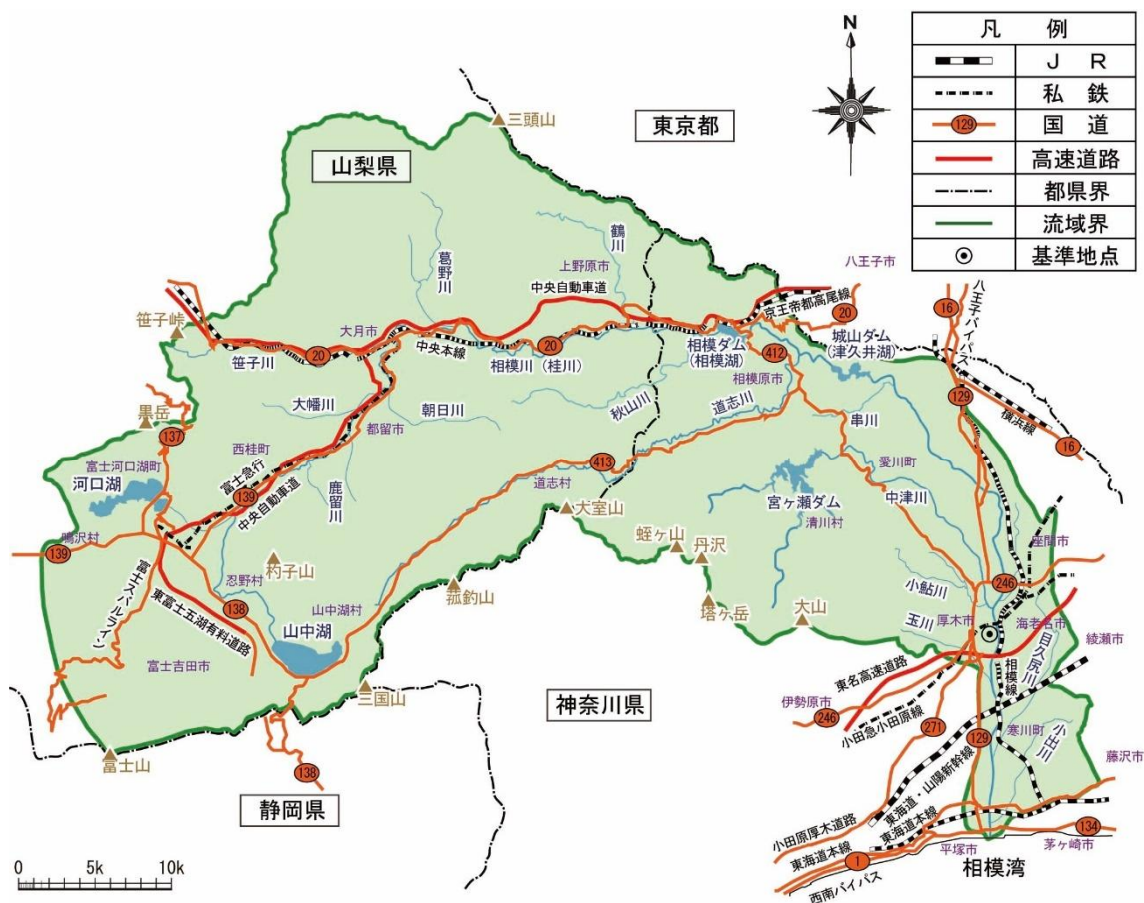 凡 例
J R
私 鉄
129
国 道
高速道路
都県界
流域界
基準地点
N
三頭山
東京都
山梨県
鶴川
葛野川
上野原市
八王子市
中央自動車道
京王帝都高尾線
20
16
八王子バイパス
笹子峠
大月市
笹子川
20
中央本線
20
相模川（桂川）
相模ダム
（相模湖）
412
城山ダム
（津久井湖）
相模原市
129
横浜線
16
大幡川
朝日川
秋山川
道志川
串川
黒岳
137
都留市
西桂町
富士河口湖町
河口湖
富士急行
139
中央自動車道
鹿留川
413
道志村
愛川町
宮ヶ瀬ダム
中津川
清川村
大室山
鳴沢村
139
蛭ヶ山
丹沢
座間市
杓子山
忍野村
138
菰釣山
246
小鮎川
富士スバルライン
東富士五湖有料道路
山中湖村
山中湖
塔ヶ岳
大山
玉川
厚木市
海老名市
目久尻川
綾瀬市
富士吉田市
東名高速道路
相模線
三国山
神奈川県
伊勢原市
246
小田急小田原線
271
129
寒川町
小出川
富士山
138
静岡県
東海道・山陽新幹線
藤沢市
小田原厚木道路
東海道本線
東海道本線
134
1
平塚市
茅ヶ崎市
西南バイパス
相模湾
0 5k 10k